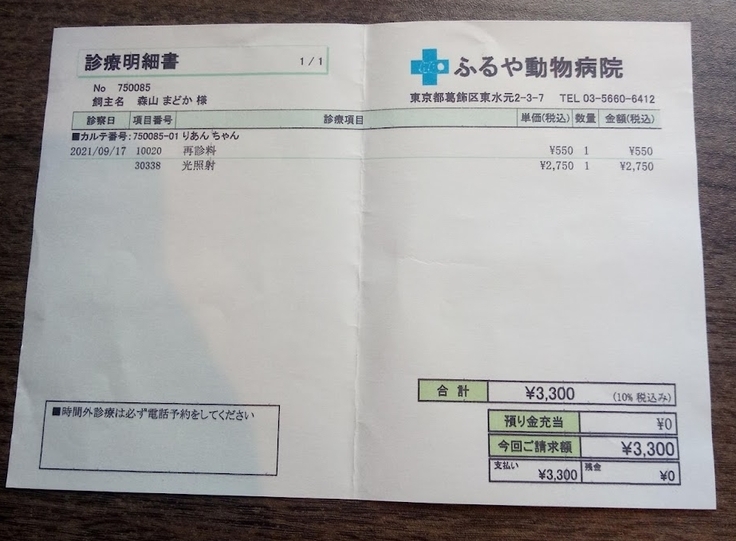 診療明細書 1/1
ふるや動物病院
No 750085
飼主名 森山 まどか 様
東京都葛飾区東水元2-3-7 TEL 03-5660-6412
診察日 項目番号 診療項目 単価(税込) 数量 金額(税込)
■カルテ番号:750085-01 りあん ちゃん
2021/09/17 10020 再診料 ¥550 1 ¥550
30338 光照射 ¥2,750 1 ¥2,750
合計 ¥3,300 (10% 税込み)
■時間外診療は必ず電話予約をしてください
預り金充当 ¥0
今回ご請求額 ¥3,300
支払い ¥3,300 残金 ¥0